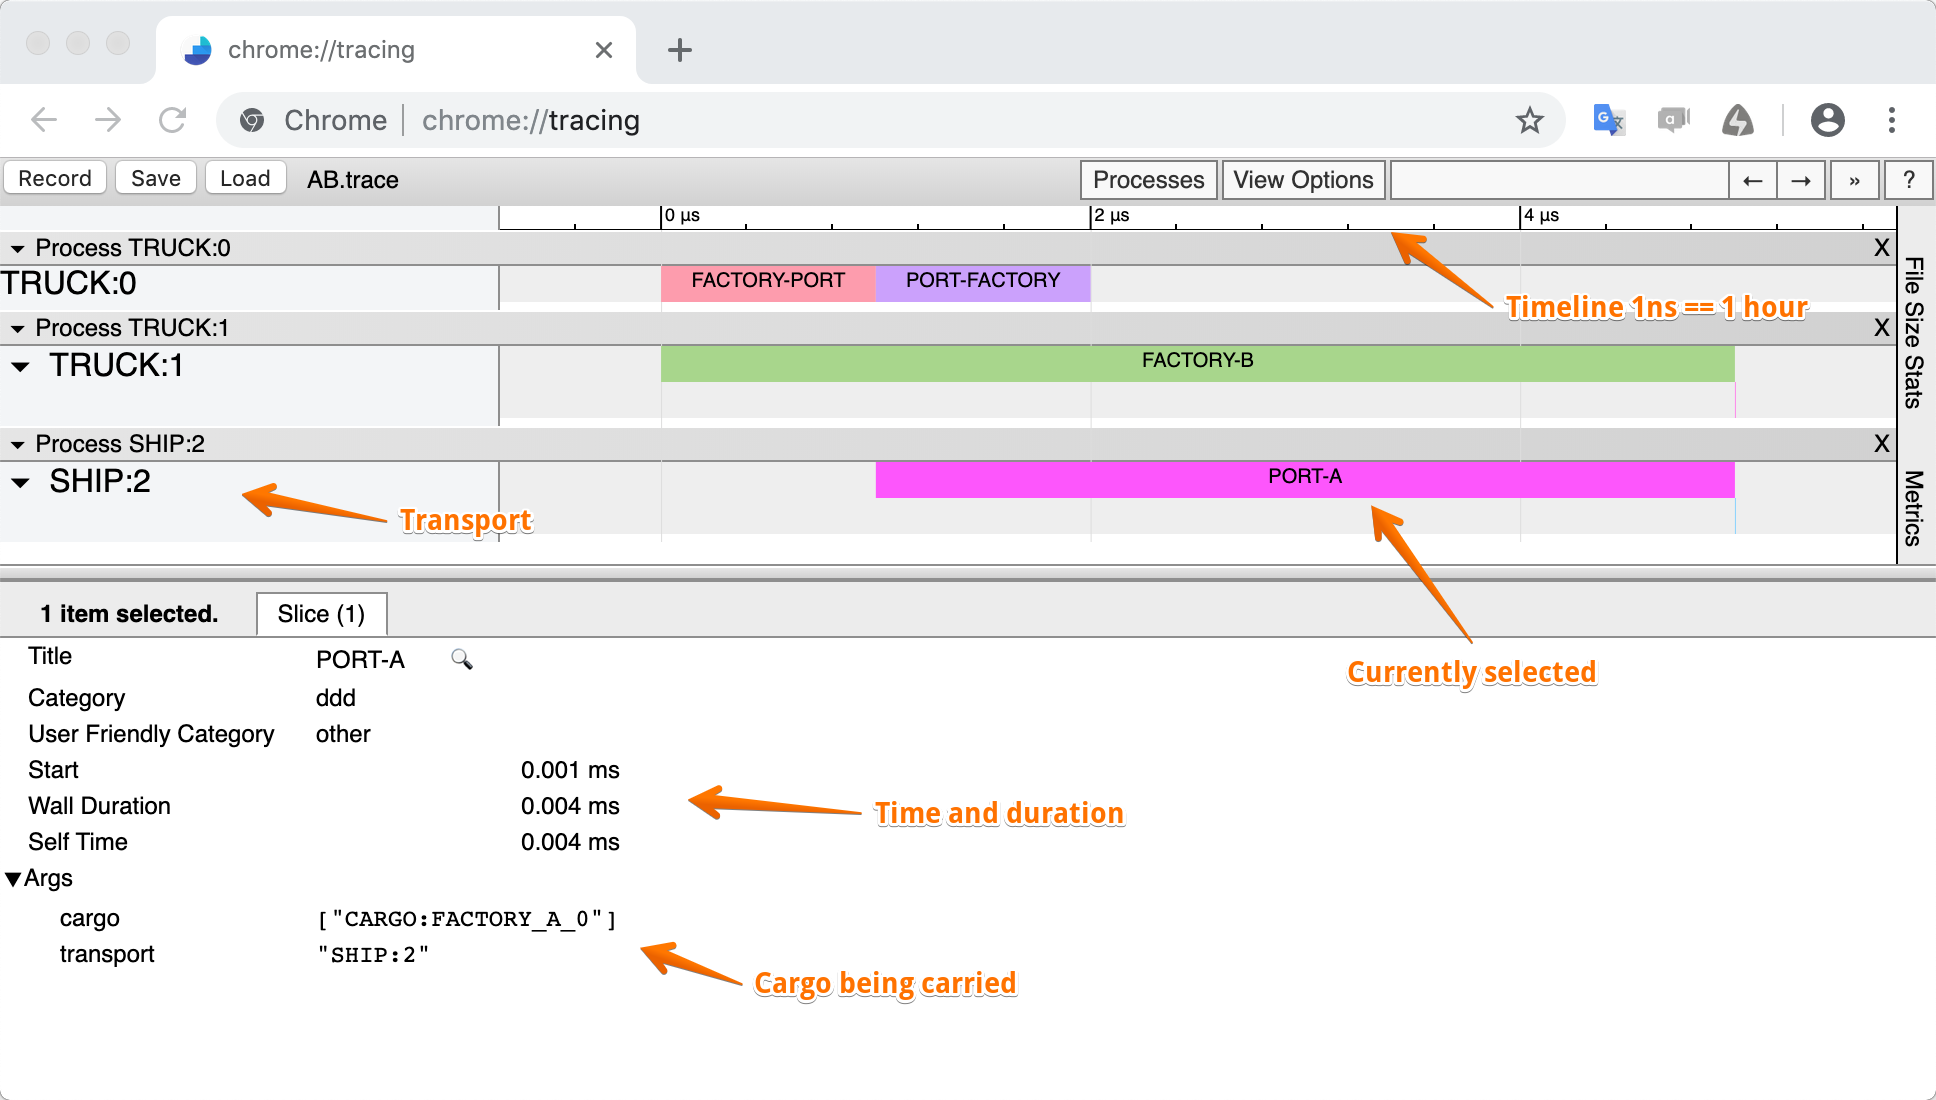 chrome://tracing
Chrome chrome://tracing
Record Save Load AB.trace Processes View Options ← → » ?
0 µs 2 µs 4 µs
Process TRUCK:0 X
TRUCK:0 FACTORY-PORT PORT-FACTORY
Timeline 1ns == 1 hour
Process TRUCK:1 X
TRUCK:1 FACTORY-B
Process SHIP:2 X
SHIP:2 PORT-A
Transport
File Size Stats
Metrics
1 item selected. Slice (1)
Currently selected
Title PORT-A
Category ddd
User Friendly Category other
Start 0.001 ms
Wall Duration 0.004 ms
Time and duration
Self Time 0.004 ms
Args
cargo ["CARGO:FACTORY_A_0"]
transport "SHIP:2"
Cargo being carried